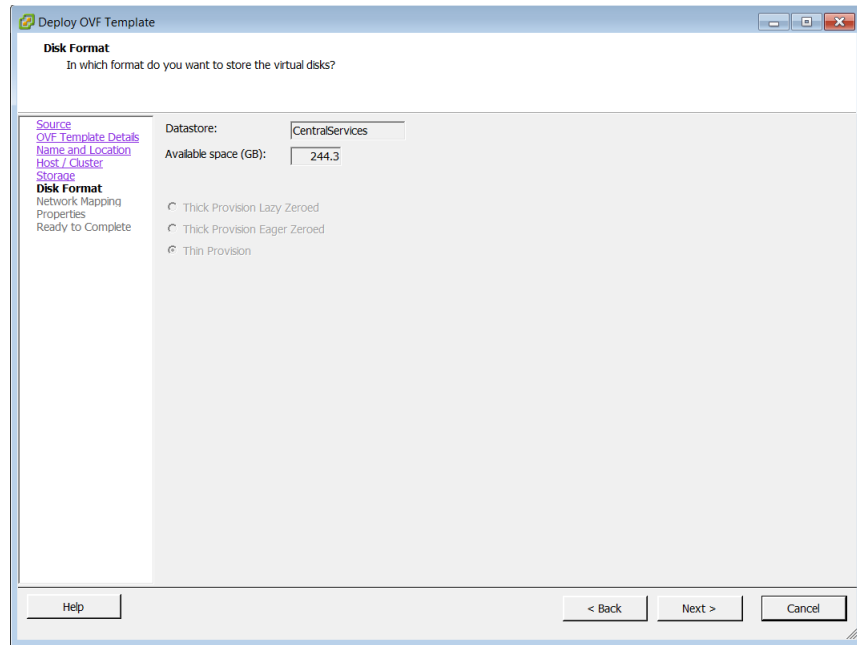 Deploy OVF Template
Disk Format
In which format do you want to store the virtual disks?
Source
OVF Template Details
Name and Location
Host / Cluster
Storage
Disk Format
Network Mapping
Properties
Ready to Complete
Datastore: CentralServices
Available space (GB): 244.3
Thick Provision Lazy Zeroed
Thick Provision Eager Zeroed
Thin Provision
Help < Back Next > Cancel